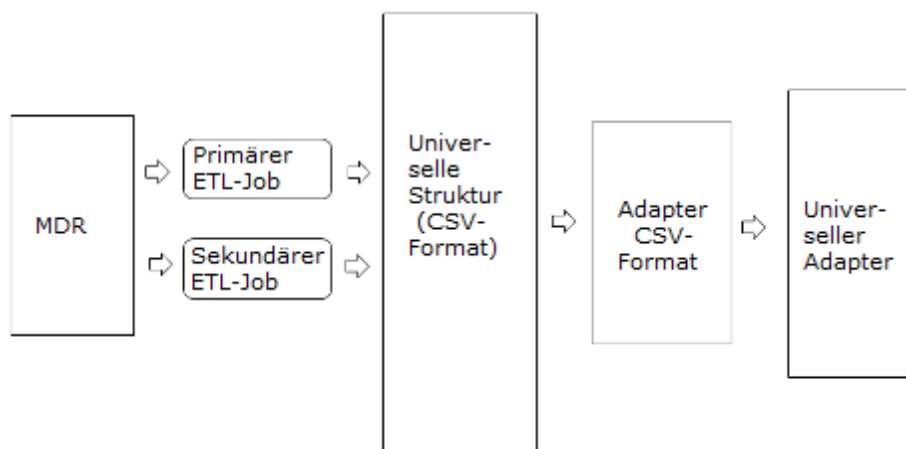 MDR
Primärer
ETL-Job
Sekundärer
ETL-Job
Univer-
selle
Struktur
(CSV-
Format)
Adapter
CSV-
Format
Univer-
seller
Adapter